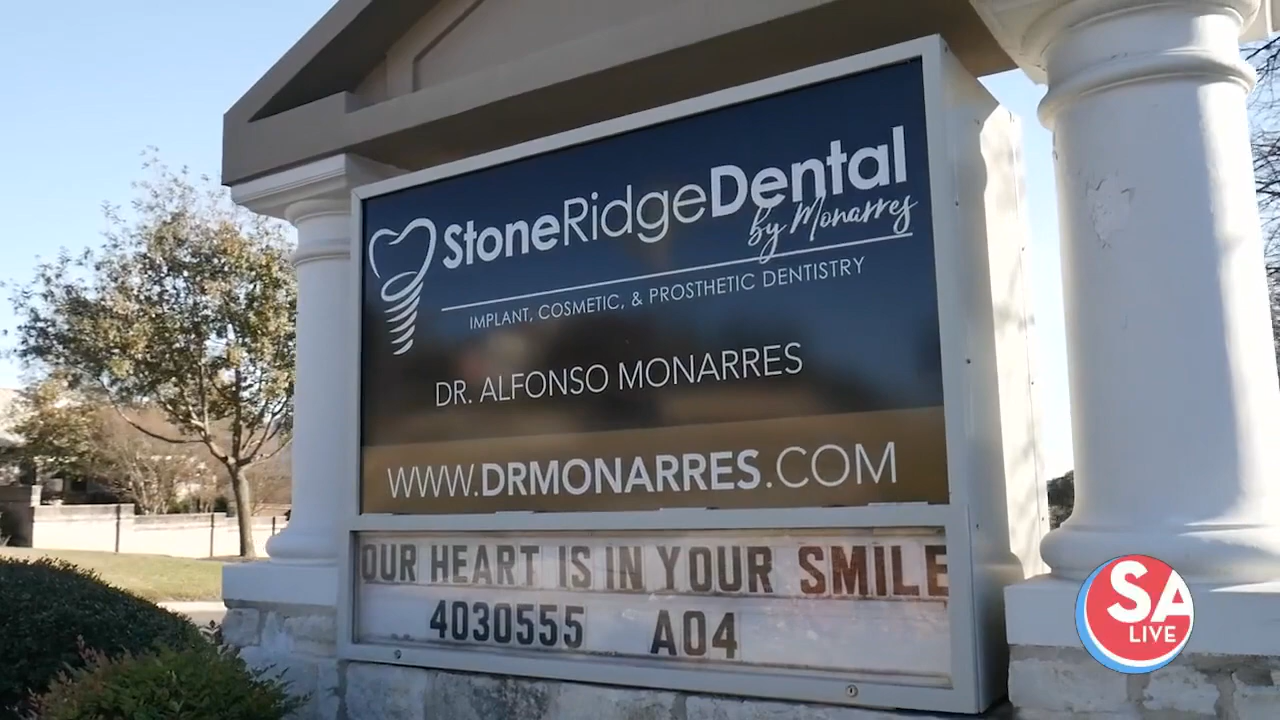 StoneRidgeDental
by Monarres
IMPLANT, COSMETIC, & PROSTHETIC DENTISTRY
DR. ALFONSO MONARRES
WWW.DRMONARRES.COM
OUR HEART IS IN YOUR SMILE
4030555 A04
SA
LIVE